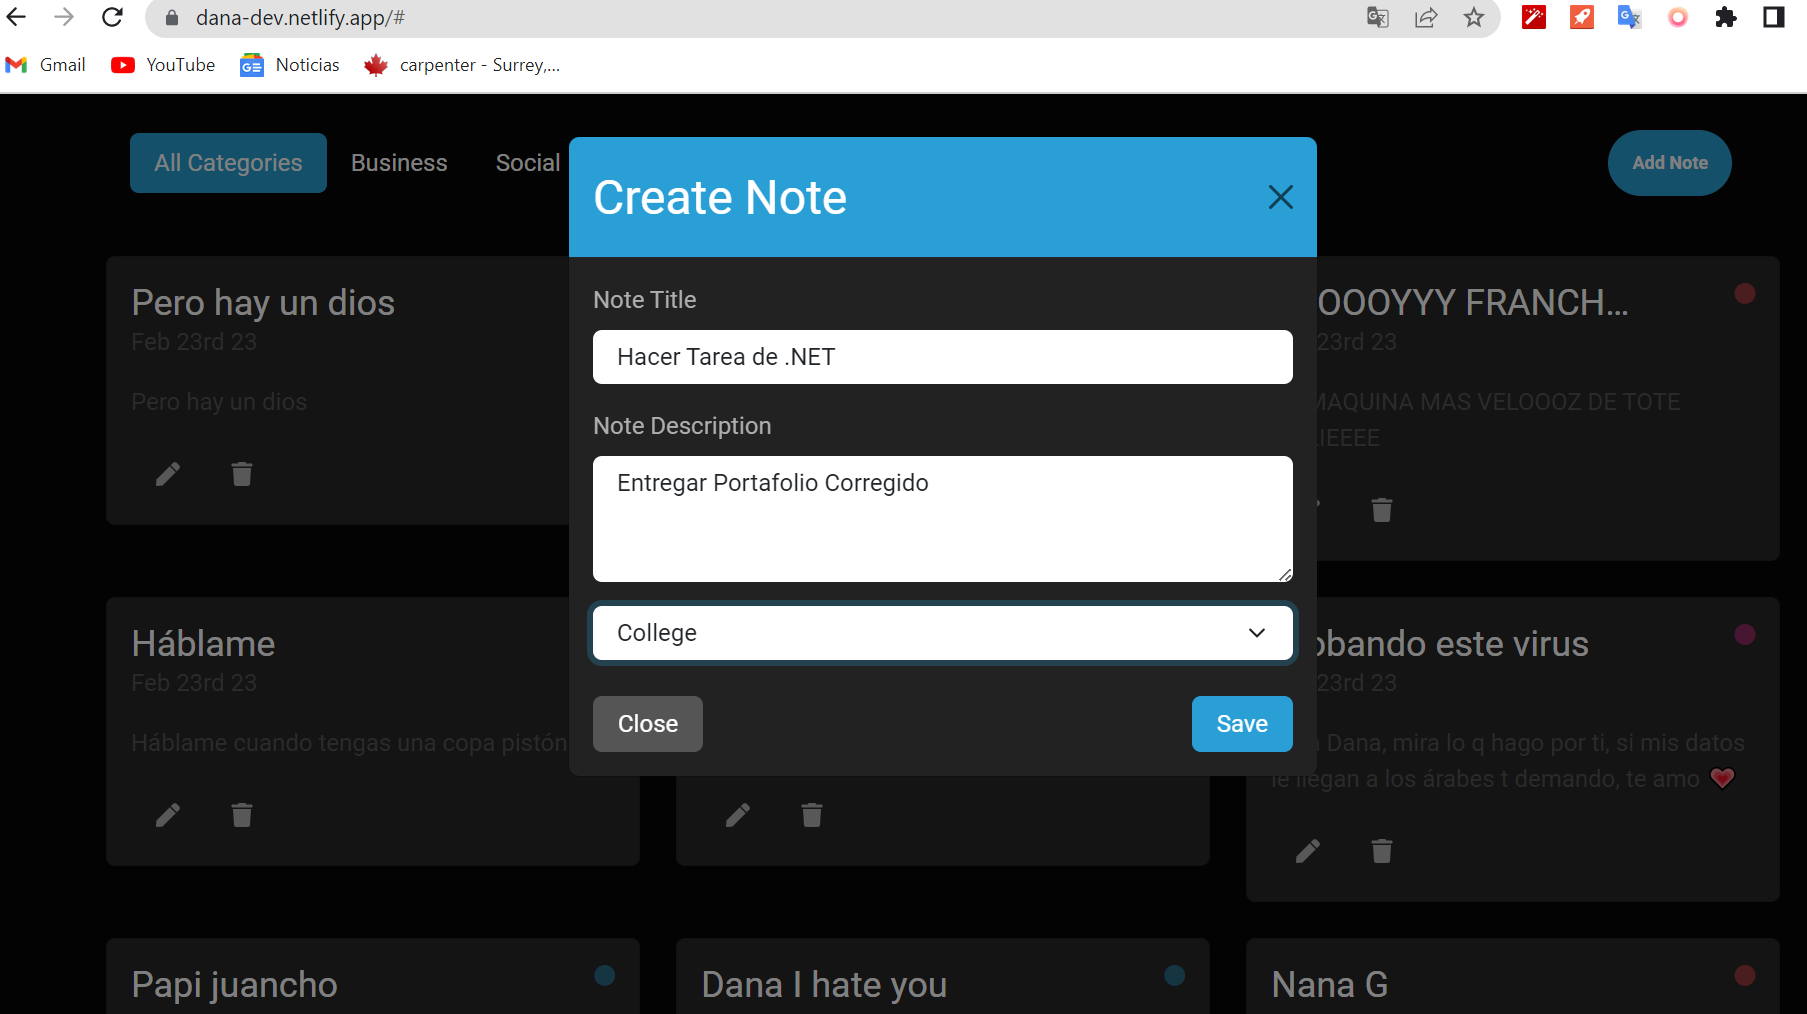 dana-dev.netlify.app/#
Gmail YouTube Noticias carpenter - Surrey,...
All Categories Business Social Add Note
Create Note
Note Title
Hacer Tarea de .NET
Note Description
Entregar Portafolio Corregido
College
Close Save
Pero hay un dios
Feb 23rd 23
Pero hay un dios
OOOYYY FRANCH...
23rd 23
MAQUINA MAS VELOOOZ DE TOTE
IEEEE
Háblame
Feb 23rd 23
Háblame cuando tengas una copa pistón
obando este virus
23rd 23
Dana, mira lo q hago por ti, si mis datos
le llegan a los árabes t demando, te amo ❤️
Papi juancho
Dana I hate you
Nana G